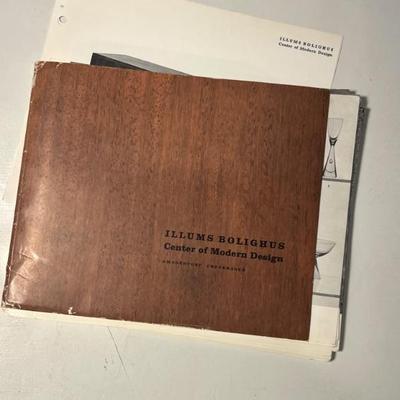 ILLUMS BOLIGHUS
Center of Modern Design
ILLUMS BOLIGHUS
Center of Modern Design
AMAGERTORV COPENHAGEN